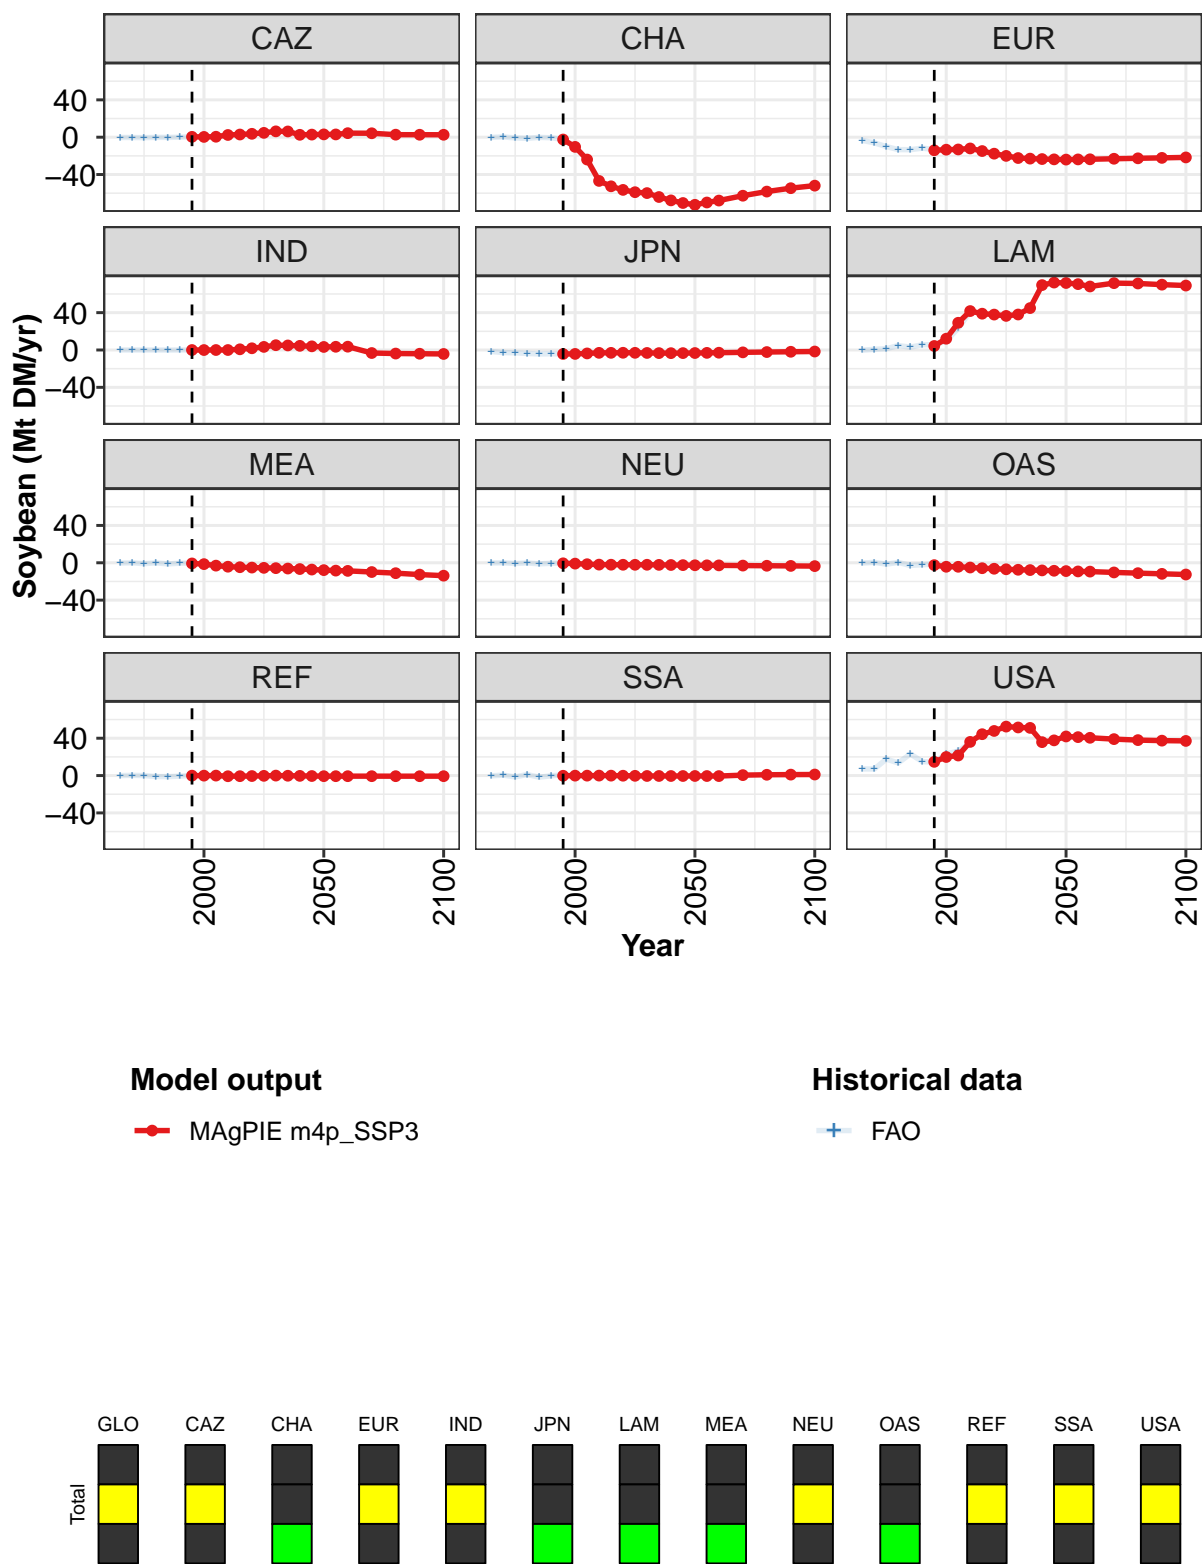 CAZ CHA EUR
40
0
−40
IND JPN LAM
40
0
−40
MEA NEU OAS
40
0
−40
REF SSA USA
40
0
−40
Soybean (Mt DM/yr)
2000 2050 2100 2000 2050 2100 2000 2050 2100
Year
Model output Historical data
MAgPIE m4p_SSP3 FAO
GLO CAZ CHA EUR IND JPN LAM MEA NEU OAS REF SSA USA
Total